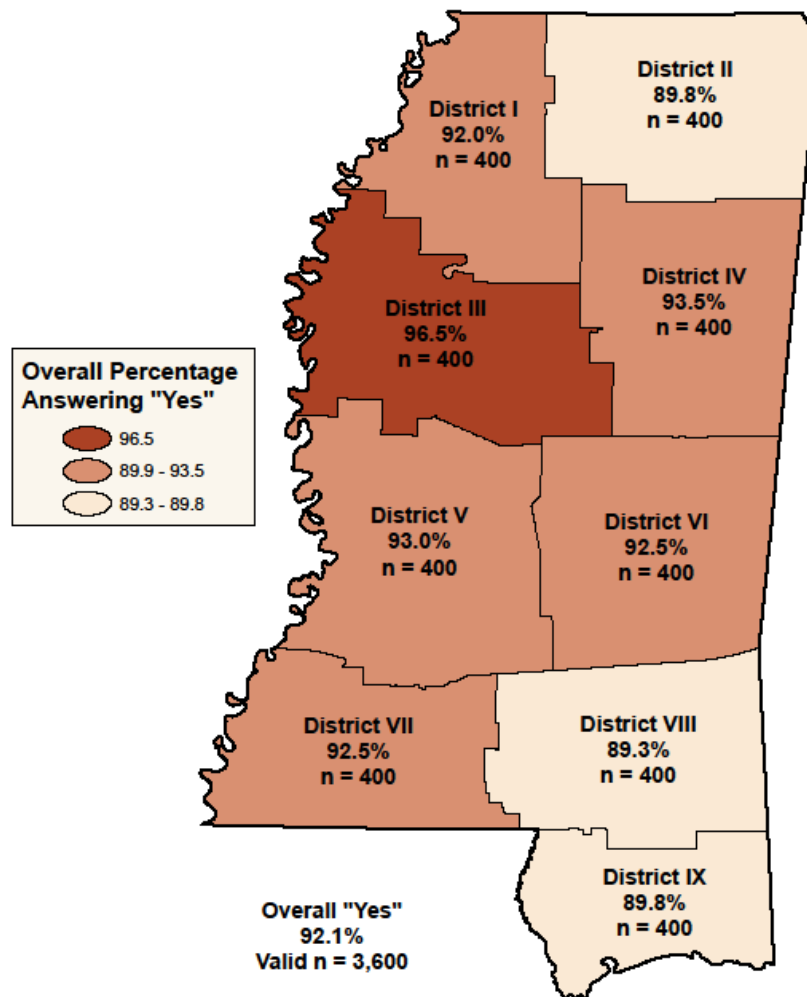 District II
89.8%
n = 400
District I
92.0%
n = 400
District IV
93.5%
n = 400
District III
96.5%
n = 400
Overall Percentage
Answering "Yes"
96.5
89.9 - 93.5
89.3 - 89.8
District V
93.0%
n = 400
District VI
92.5%
n = 400
District VII
92.5%
n = 400
District VIII
89.3%
n = 400
District IX
89.8%
n = 400
Overall "Yes"
92.1%
Valid n = 3,600